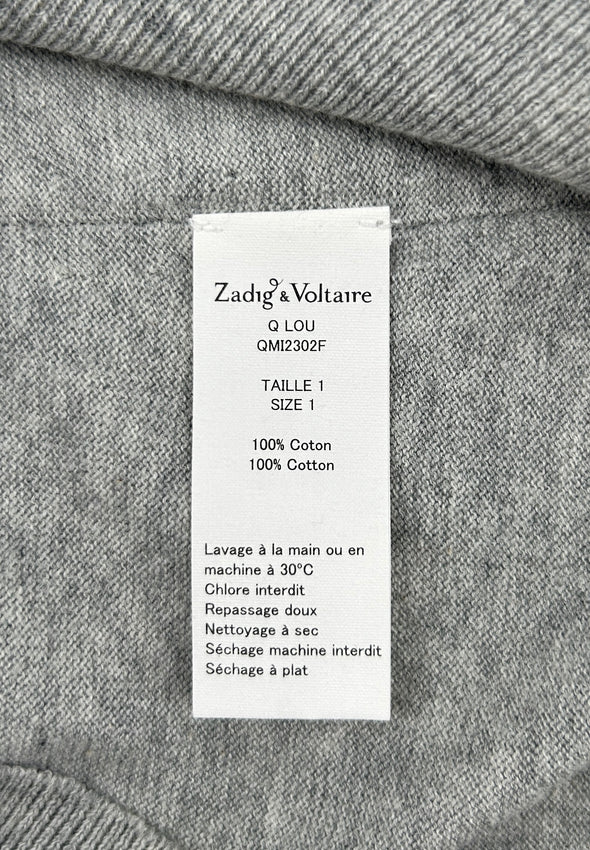 Zadig & Voltaire
Q LOU
QMI2302F
TAILLE 1
SIZE 1
100% Coton
100% Cotton
Lavage à la main ou en
machine à 30°C
Chlore interdit
Repassage doux
Nettoyage à sec
Séchage machine interdit
Séchage à plat